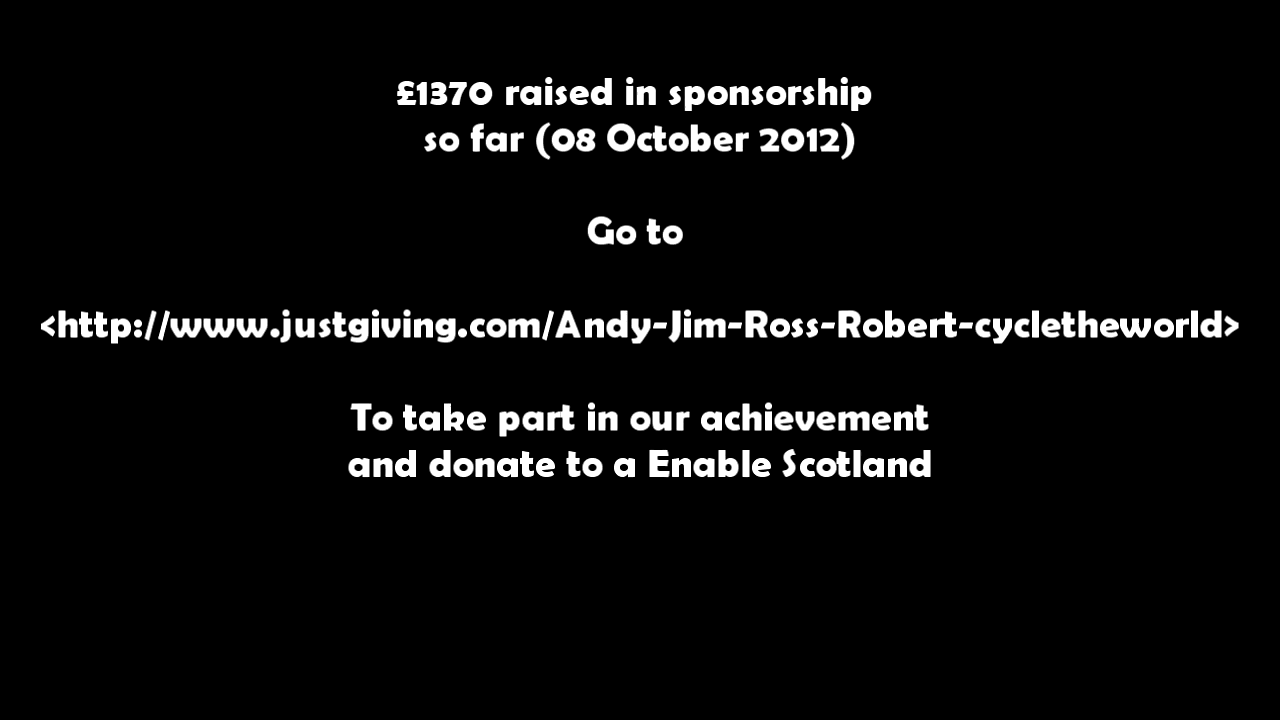 £1370 raised in sponsorship
so far (08 October 2012)
Go to
<http://www.justgiving.com/Andy-Jim-Ross-Robert-cycletheworld>
To take part in our achievement
and donate to a Enable Scotland